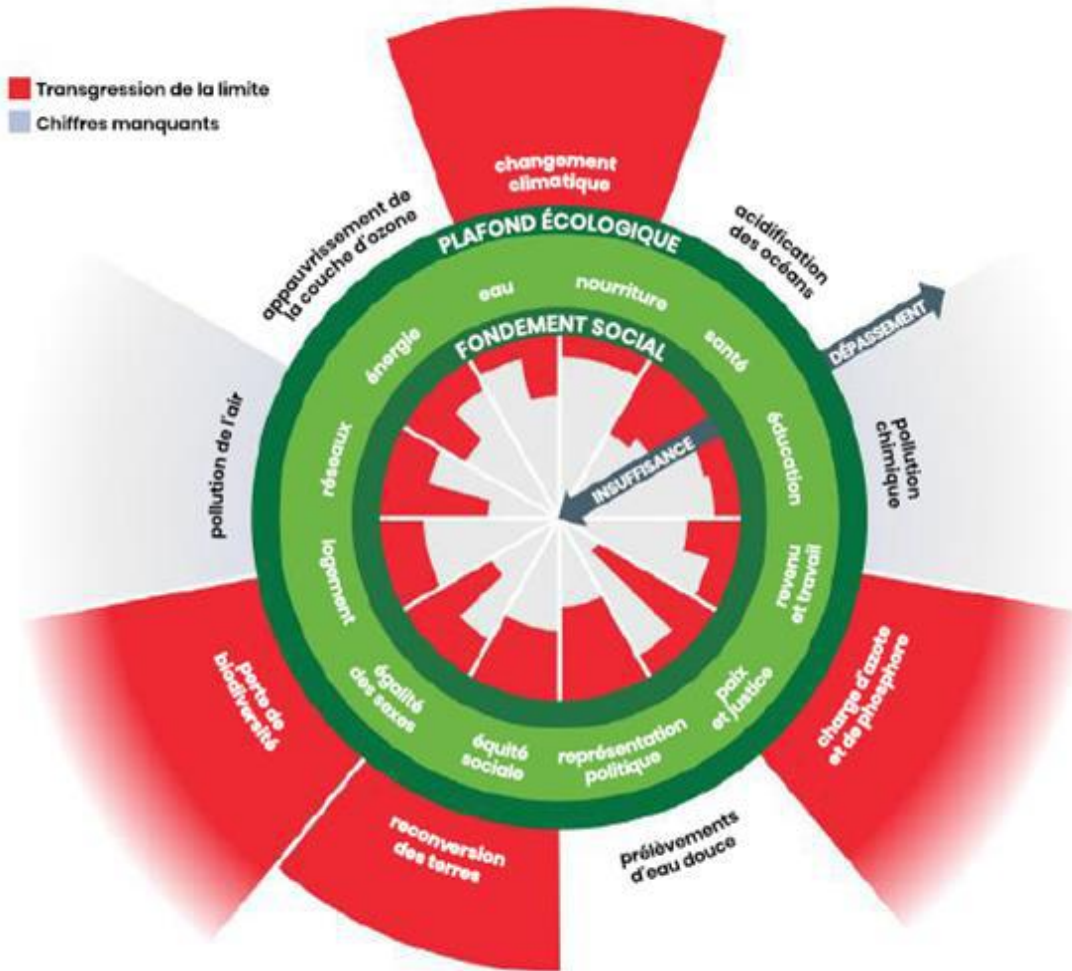 Transgression de la limite
Chiffres manquants
changement
climatique
appauvrissement de
la couche d'ozone
acidification
des océans
PLAFOND ÉCOLOGIQUE
eau
nourriture
énergie
santé
FONDEMENT SOCIAL
DÉPASSEMENT
réseaux
éducation
INSUFFISANCE
pollution de l'air
pollution
chimique
logement
revenu
et travail
perte de
biodiversité
égalité
des sexes
paix
et justice
charge d'azote
et de phosphore
équité
sociale
représentation
politique
reconversion
des terres
prélèvements
d'eau douce